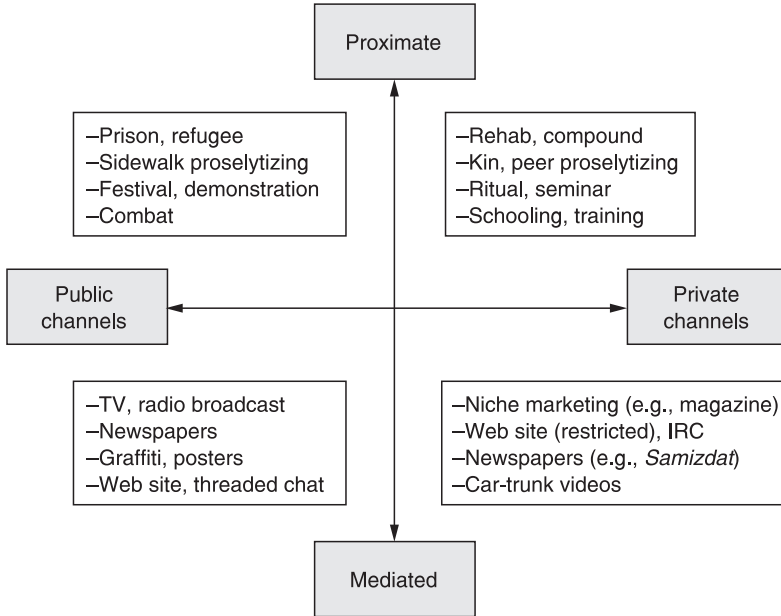 Proximate
–Prison, refugee
–Sidewalk proselytizing
–Festival, demonstration
–Combat
–Rehab, compound
–Kin, peer proselytizing
–Ritual, seminar
–Schooling, training
Public
channels
Private
channels
–TV, radio broadcast
–Newspapers
–Graffiti, posters
–Web site, threaded chat
–Niche marketing (e.g., magazine)
–Web site (restricted), IRC
–Newspapers (e.g., Samizdat)
–Car-trunk videos
Mediated